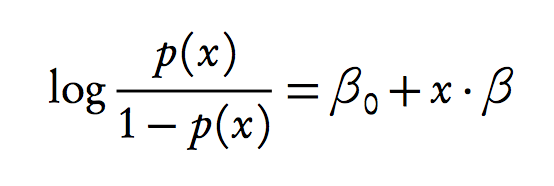 log p(x) / (1 − p(x)) = β₀ + x · β